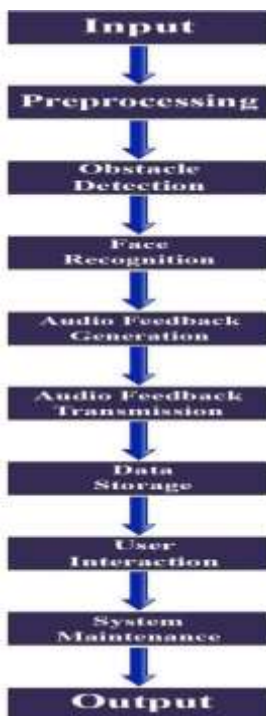 Input
Preprocessing
Obstacle
Detection
Face
Recognition
Audio Feedback
Generation
Audio Feedback
Transmission
Data
Storage
User
Interaction
System
Maintenance
Output